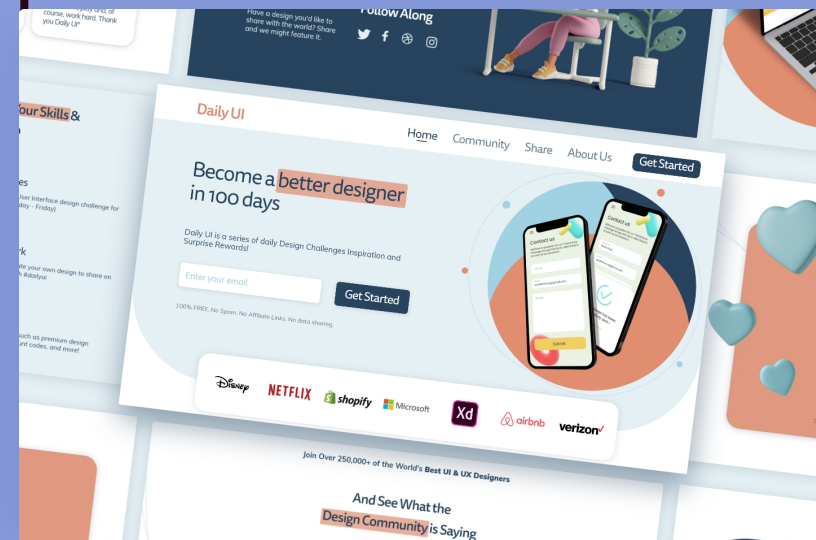 course, work hard. Thank
you Daily UI"
Have a design you'd like to
share with the world? Share
and we might feature it.
Follow Along
Your Skills &
User Interface design challenge for
day - Friday)
ate your own design to share on
#dailyui
such as premium design
unt codes, and more!
Daily UI
Home
Community
Share
About Us
Get Started
Become a better designer
in 100 days
Daily UI is a series of daily Design Challenges Inspiration and
Surprise Rewards!
Enter your email
Get Started
100% FREE. No Spam. No Affiliate Links. No data sharing.
Contact us
Submit
Contact us
Disney
NETFLIX
shopify
Microsoft
Xd
airbnb
verizon
Join Over 250,000+ of the World's Best UI & UX Designers
And See What the
Design Community is Saying